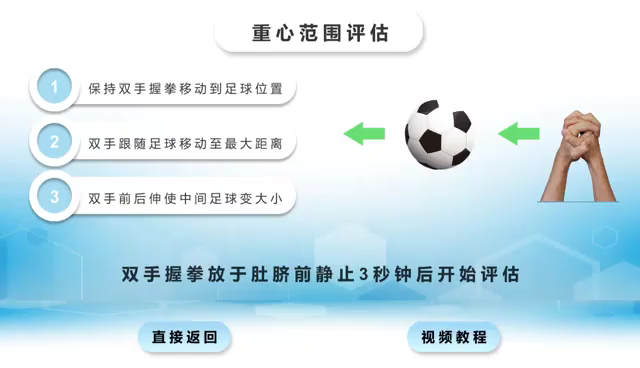 重心范围评估
1
保持双手握拳移动到足球位置
2
双手跟随足球移动至最大距离
3
双手前后伸使中间足球变大小
双手握拳放于肚脐前静止3秒钟后开始评估
直接返回
视频教程